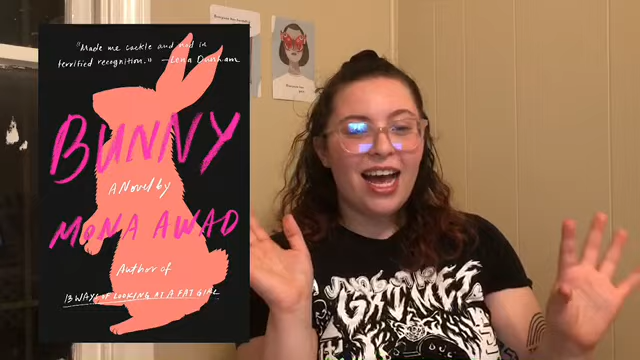 "Made me cackle and nod in
terrified recognition." —Lena Dunham
BUNNY
A Novel by
MONA AWAD
Author of
13 WAYS OF LOOKING AT A FAT GIRL
GRIMES